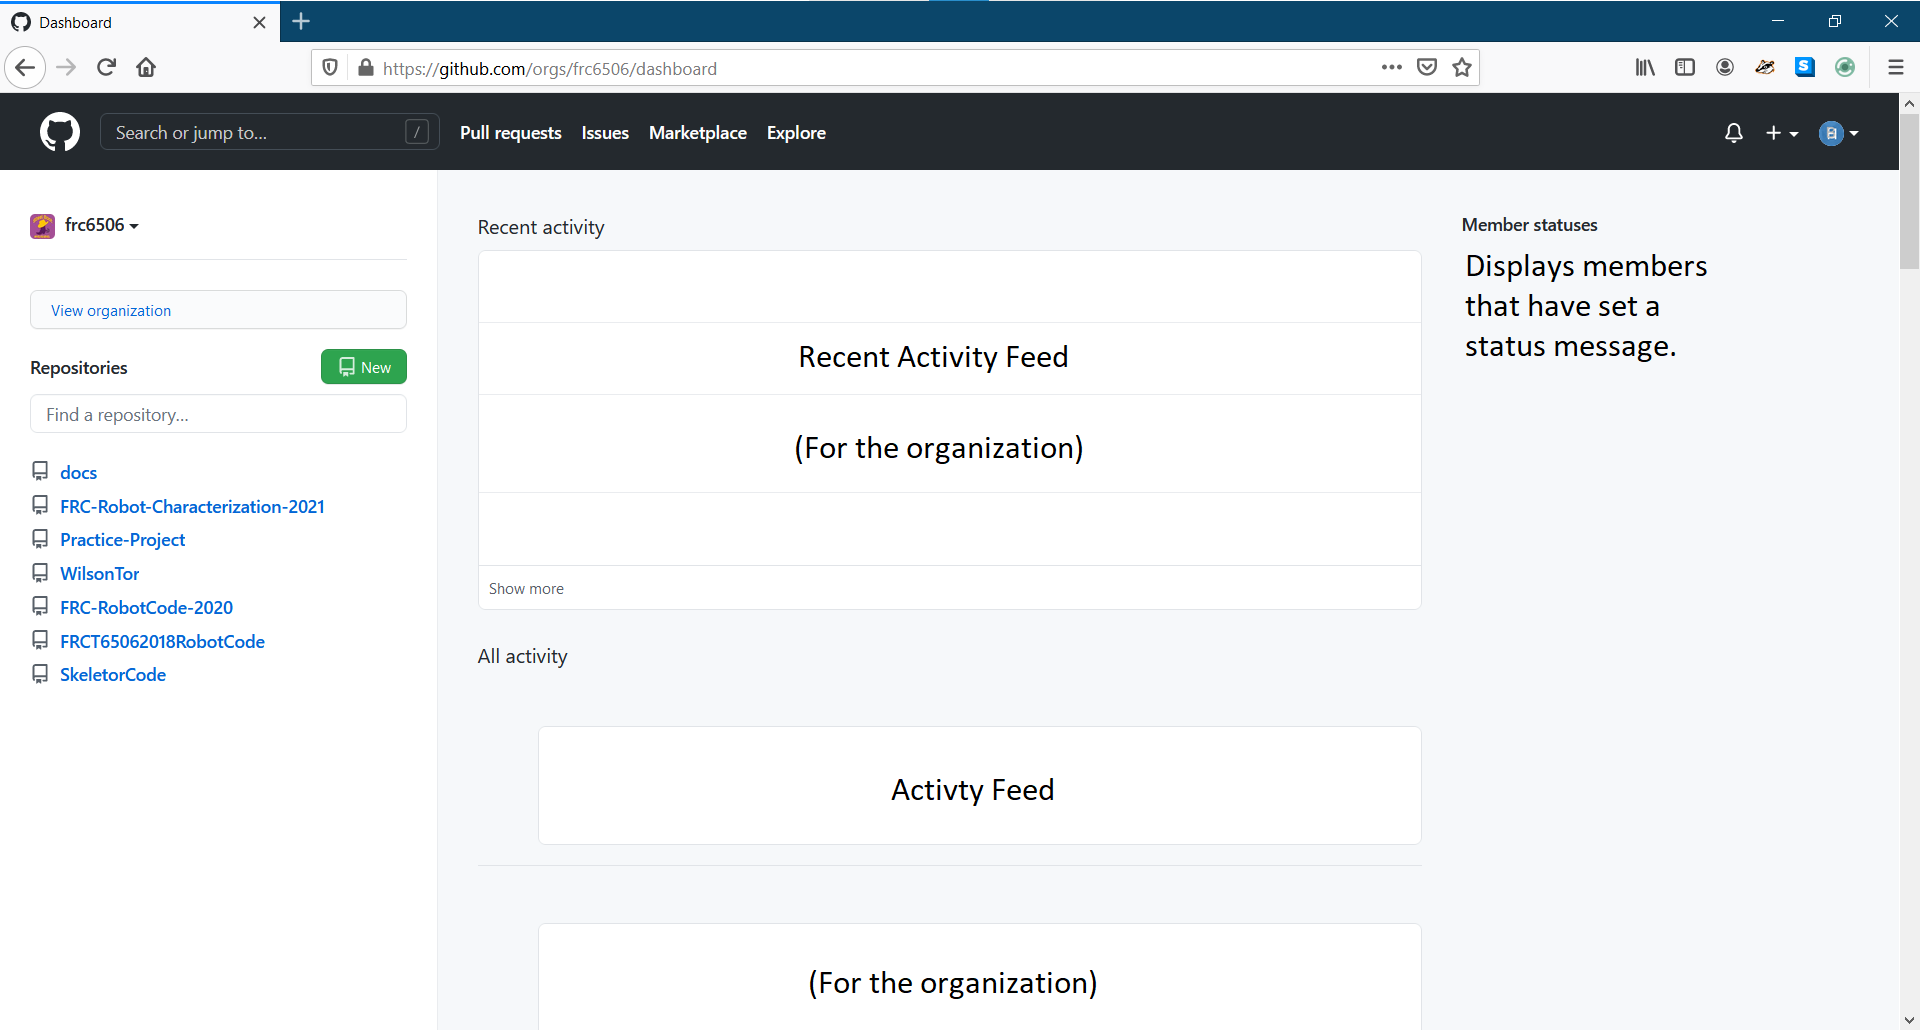 Dashboard
https://github.com/orgs/frc6506/dashboard
S
Search or jump to...
/
Pull requests
Issues
Marketplace
Explore
frc6506
View organization
Repositories
New
Find a repository...
docs
FRC-Robot-Characterization-2021
Practice-Project
WilsonTor
FRC-RobotCode-2020
FRCT65062018RobotCode
SkeletorCode
Recent activity
Recent Activity Feed
(For the organization)
Show more
All activity
Activty Feed
(For the organization)
Member statuses
Displays members
that have set a
status message.